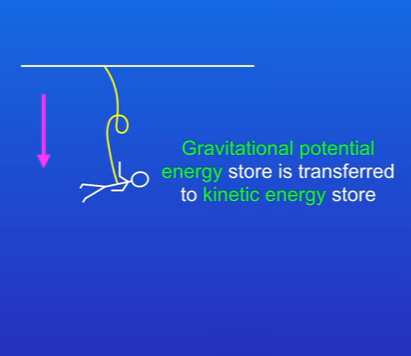 Gravitational potential
energy store is transferred
to kinetic energy store